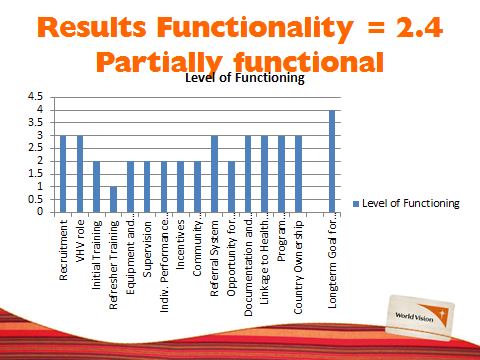 Results Functionality = 2.4
Partially functional
Level of Functioning
4.5
4
3.5
3
2.5
2
1.5
1
0.5
0
Recruitment
VHV role
Initial Training
Refresher Training
Equipment and...
Supervision
Indiv. Performance...
Incentives
Community...
Referral System
Opportunity for...
Documentation and...
Linkage to Health...
Program...
Country Ownership
Longterm Goal for...
Level of Functioning
World Vision